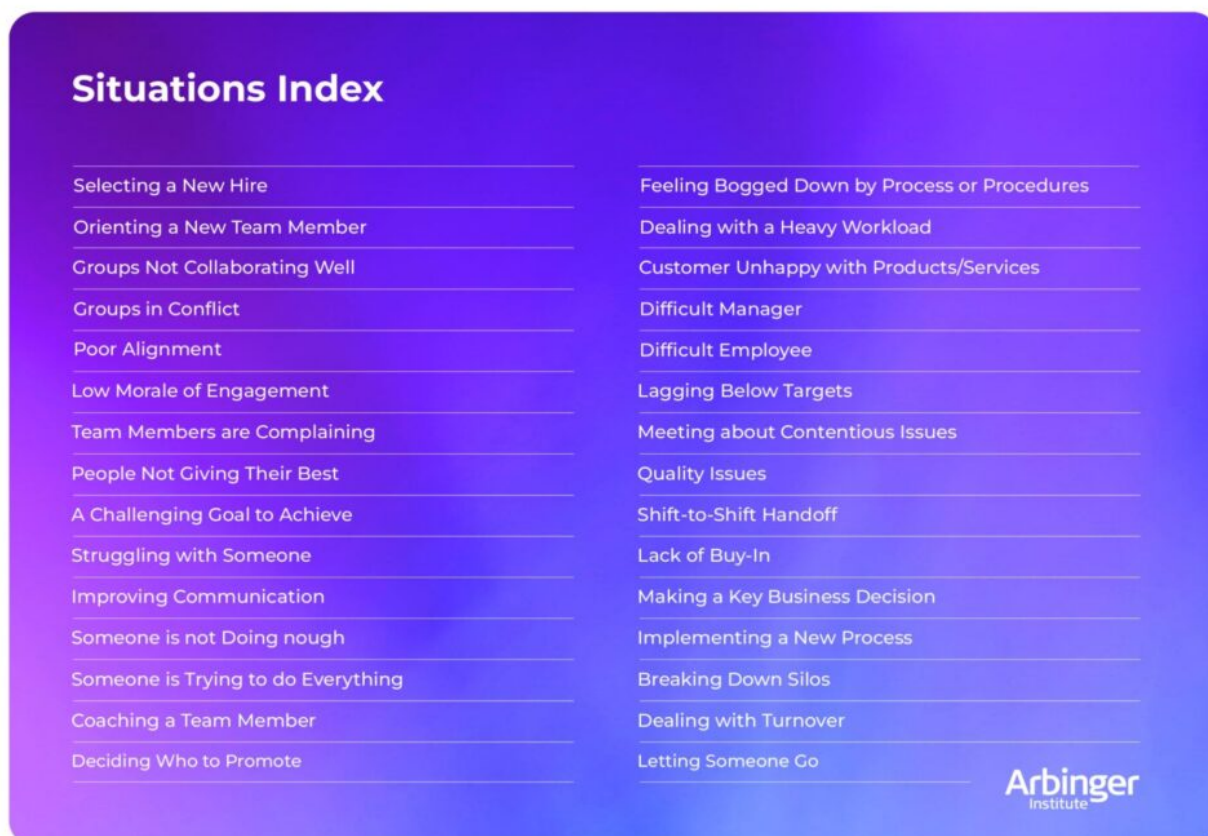 Situations Index
Selecting a New Hire
Orienting a New Team Member
Groups Not Collaborating Well
Groups in Conflict
Poor Alignment
Low Morale of Engagement
Team Members are Complaining
People Not Giving Their Best
A Challenging Goal to Achieve
Struggling with Someone
Improving Communication
Someone is not Doing nough
Someone is Trying to do Everything
Coaching a Team Member
Deciding Who to Promote
Feeling Bogged Down by Process or Procedures
Dealing with a Heavy Workload
Customer Unhappy with Products/Services
Difficult Manager
Difficult Employee
Lagging Below Targets
Meeting about Contentious Issues
Quality Issues
Shift-to-Shift Handoff
Lack of Buy-In
Making a Key Business Decision
Implementing a New Process
Breaking Down Silos
Dealing with Turnover
Letting Someone Go
Arbinger
Institute